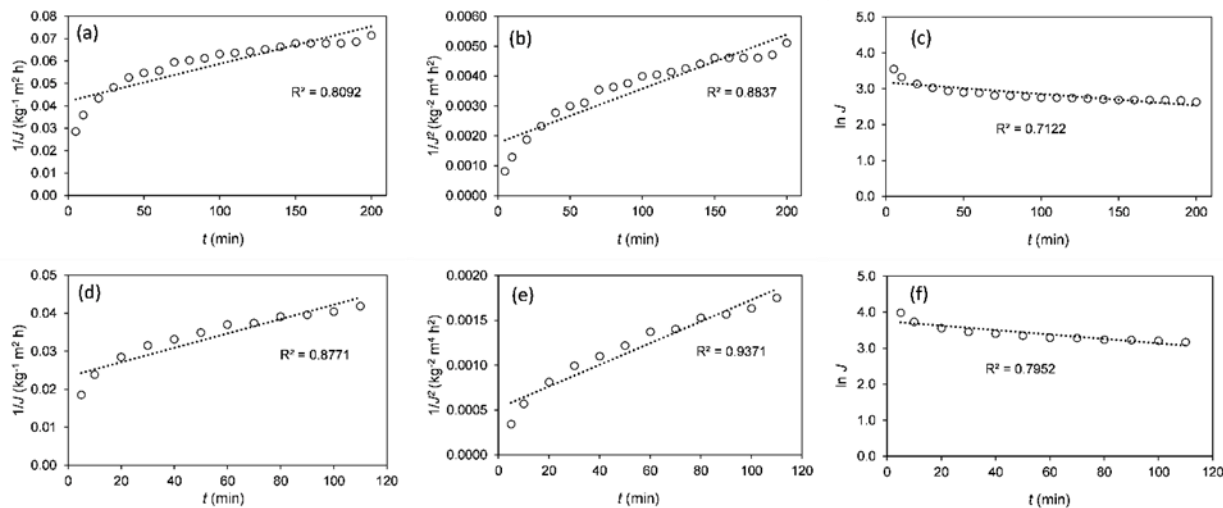 (a)
1/J (kg⁻¹ m² h)
0.08
0.07
0.06
0.05
0.04
0.03
0.02
0.01
0.00
R² = 0.8092
0 50 100 150 200
t (min)
(b)
1/J² (kg⁻² m⁴ h²)
0.0060
0.0050
0.0040
0.0030
0.0020
0.0010
0.0000
R² = 0.8837
0 50 100 150 200
t (min)
(c)
ln J
5.0
4.0
3.0
2.0
1.0
0.0
R² = 0.7122
0 50 100 150 200
t (min)
(d)
1/J (kg⁻¹ m² h)
0.05
0.04
0.03
0.02
0.01
0.00
R² = 0.8771
0 20 40 60 80 100 120
t (min)
(e)
1/J² (kg⁻² m⁴ h²)
0.0020
0.0015
0.0010
0.0005
0.0000
R² = 0.9371
0 20 40 60 80 100 120
t (min)
(f)
ln J
5.0
4.0
3.0
2.0
1.0
0.0
R² = 0.7952
0 20 40 60 80 100 120
t (min)